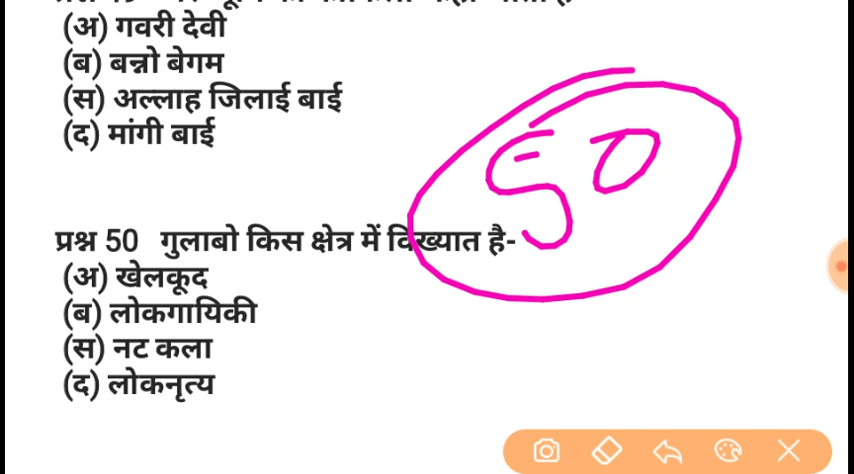 (अ) गवरी देवी
(ब) बन्नो बेगम
(स) अल्लाह जिलाई बाई
(द) मांगी बाई
50
प्रश्न 50 गुलाबो किस क्षेत्र में विख्यात है-
(अ) खेलकूद
(ब) लोकगायिकी
(स) नट कला
(द) लोकनृत्य